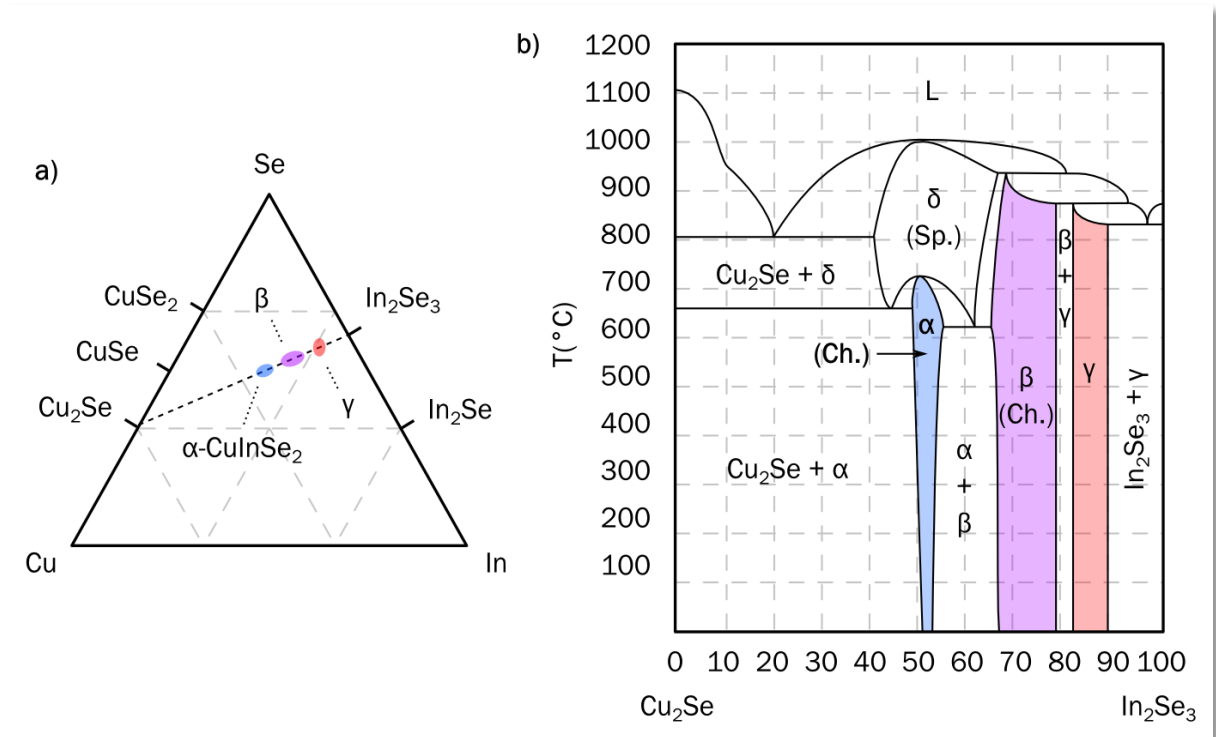 a)
Se
CuSe₂
β
In₂Se₃
CuSe
Cu₂Se
γ
In₂Se
α-CuInSe₂
Cu
In
b)
T(°C)
1200
1100
1000
900
800
700
600
500
400
300
200
100
L
δ
(Sp.)
Cu₂Se + δ
α
(Ch.)
β
+
γ
β
(Ch.)
γ
Cu₂Se + α
α
+
β
In₂Se₃ + γ
0 10 20 30 40 50 60 70 80 90 100
Cu₂Se
In₂Se₃